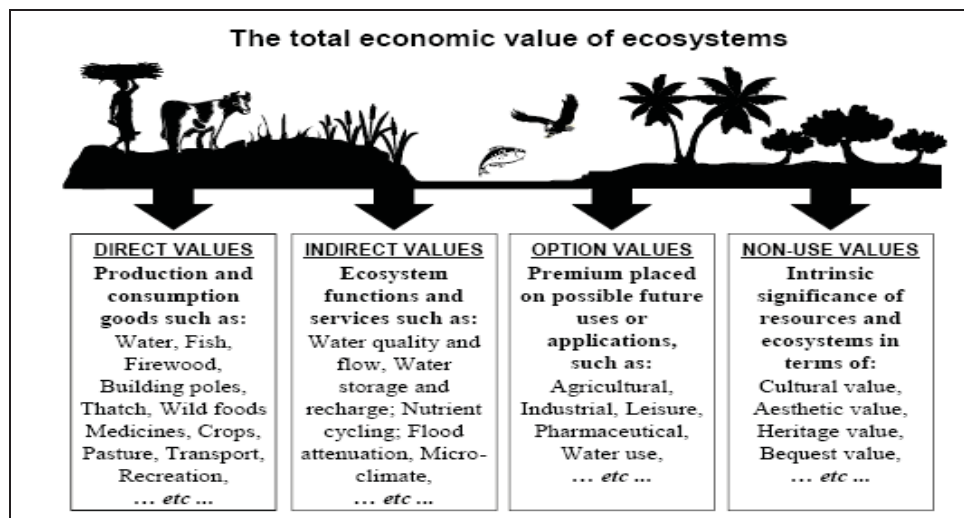 The total economic value of ecosystems
DIRECT VALUES
Production and
consumption
goods such as:
Water, Fish,
Firewood,
Building poles,
Thatch, Wild foods
Medicines, Crops,
Pasture, Transport,
Recreation,
… etc ...
INDIRECT VALUES
Ecosystem
functions and
services such as:
Water quality and
flow, Water
storage and
recharge; Nutrient
cycling; Flood
attenuation, Micro-
climate,
… etc ...
OPTION VALUES
Premium placed
on possible future
uses or
applications,
such as:
Agricultural,
Industrial, Leisure,
Pharmaceutical,
Water use,
… etc ...
NON-USE VALUES
Intrinsic
significance of
resources and
ecosystems in
terms of:
Cultural value,
Aesthetic value,
Heritage value,
Bequest value,
… etc ...